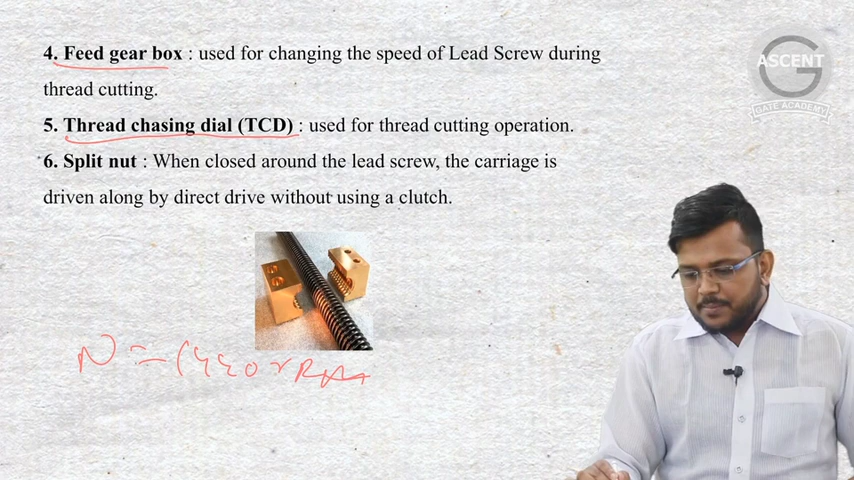 4. Feed gear box : used for changing the speed of Lead Screw during
thread cutting.
5. Thread chasing dial (TCD) : used for thread cutting operation.
6. Split nut : When closed around the lead screw, the carriage is
driven along by direct drive without using a clutch.
ASCENT
GATE ACADEMY
N =